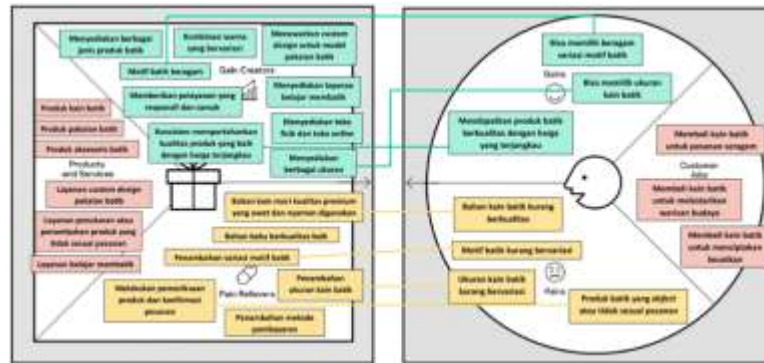 Menyediakan berbagai
jenis produk batik
Kombinasi warna
yang bervariasi
Menawarkan custom
design untuk model
pakaian batik
Motif batik beragam
Gain Creators
Memberikan pelayanan yang
responsif dan ramah
Menyediakan layanan
belajar membatik
Produk kain batik
Produk pakaian batik
Produk aksesoris batik
Konsisten mempertahankan
kualitas produk yang baik
dengan harga terjangkau
Menyediakan toko
fisik dan toko online
Menyediakan
berbagai ukuran
Products
and Services
Layanan custom design
pakaian batik
Layanan penukaran atau
penambahan produk yang
tidak sesuai pesanan
Layanan belajar membatik
Bahan kain mori kualitas premium
yang awet dan nyaman digunakan
Bahan baku berkualitas baik
Penambahan variasi motif batik
Melakukan pemeriksaan
produk dan konfirmasi
pesanan
Pain Relievers
Penambahan
ukuran kain batik
Penambahan metode
pembayaran
Bisa memilih beragam
variasi motif batik
Gains
Bisa memilih ukuran
kain batik
Mendapatkan produk batik
berkualitas dengan harga
yang terjangkau
Membeli kain batik
untuk pesanan seragam
Customer
Jobs
Membeli kain batik
untuk melestarikan
warisan budaya
Membeli kain batik
untuk menciptakan
Bahan kain batik kurang
berkualitas
Motif batik kurang bervariasi
Ukuran kain batik
kurang bervariasi
Pains
Produk batik yang
atau tidak sesuai pesanan